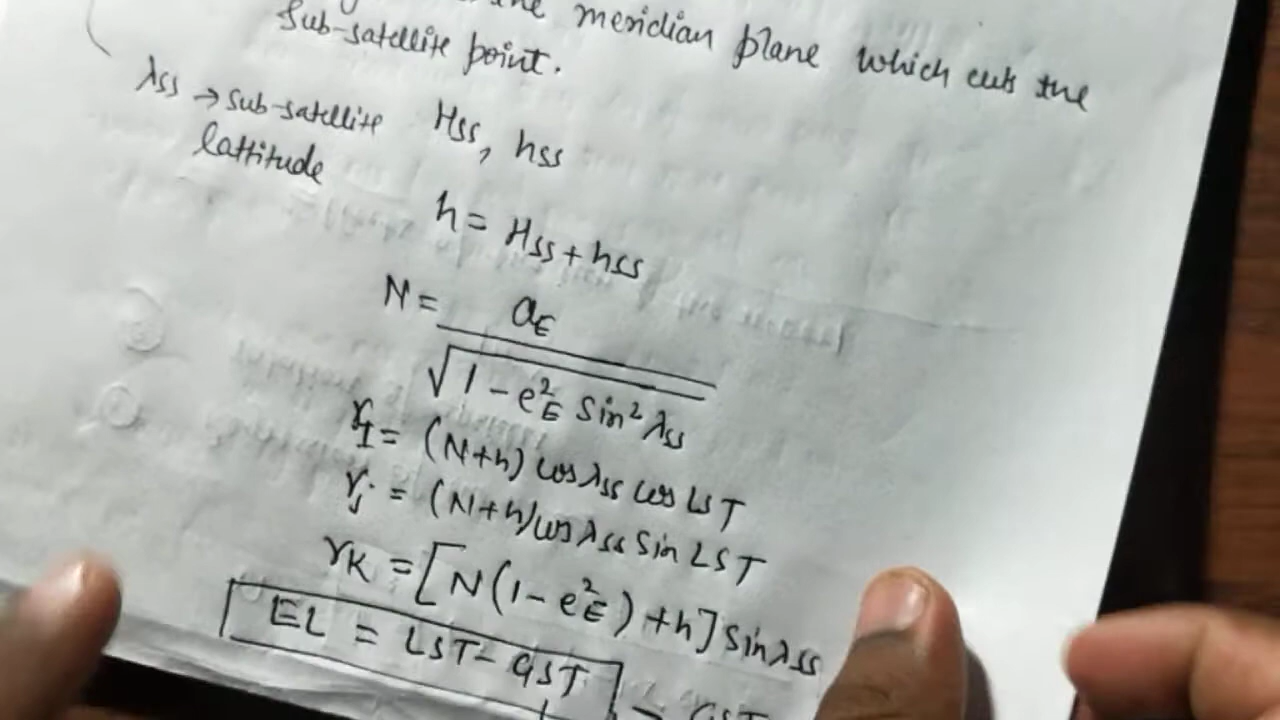 the meridian plane which cuts the
Sub-satellite point.
λss → Sub-satellite
lattitude
Hss, hss
h = Hss + hss
N = aE / √(1 - e²E Sin² λss)
rI = (N+h) cos λss cos LST
rj = (N+h) cos λss Sin LST
rK = [N(1 - e²E) + h] Sin λss
EL = LST - GST